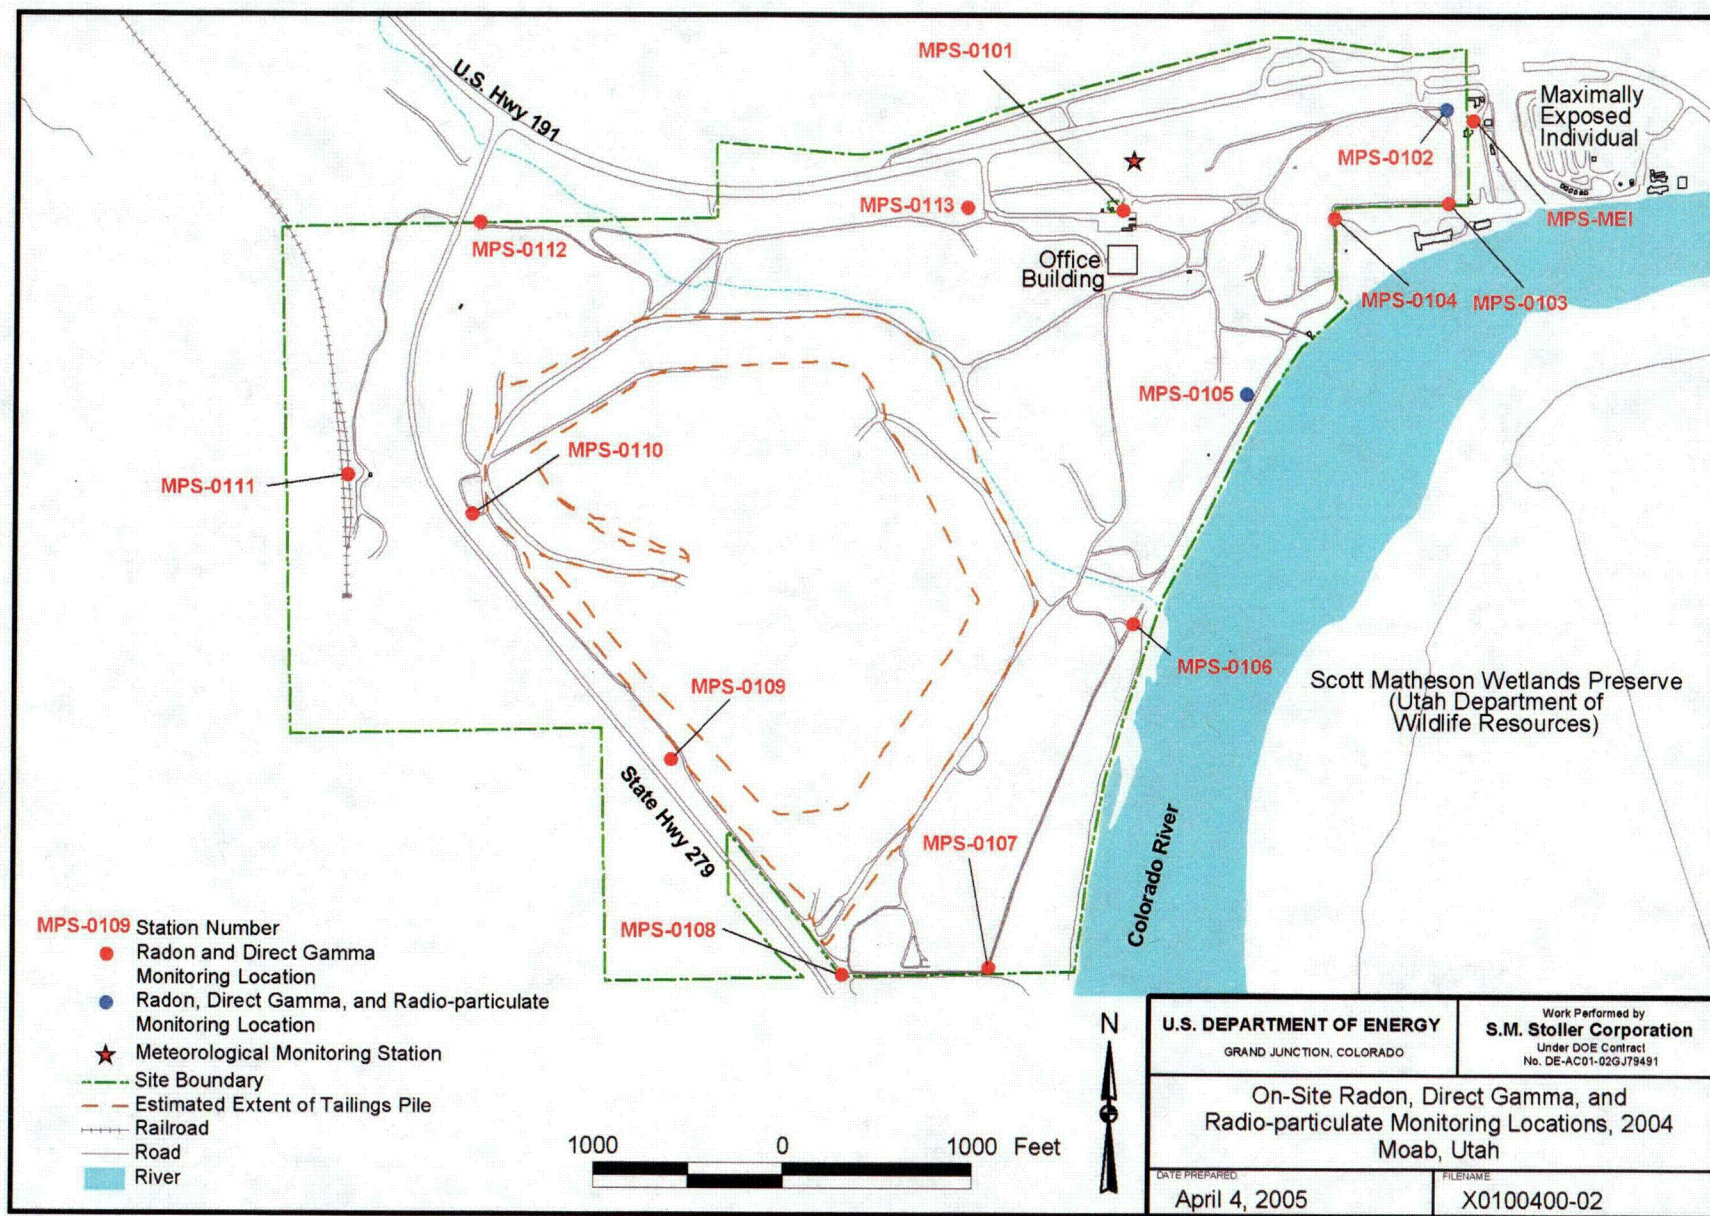 MPS-0101
U.S. Hwy 191
Maximally
Exposed
Individual
MPS-0102
MPS-0113
MPS-MEI
MPS-0112
Office
Building
MPS-0104
MPS-0103
MPS-0105
MPS-0110
MPS-0111
MPS-0106
Scott Matheson Wetlands Preserve
(Utah Department of
Wildlife Resources)
MPS-0109
State Hwy 279
MPS-0107
Colorado River
MPS-0108
MPS-0109 Station Number
Radon and Direct Gamma
Monitoring Location
Radon, Direct Gamma, and Radio-particulate
Monitoring Location
Meteorological Monitoring Station
Site Boundary
Estimated Extent of Tailings Pile
Railroad
Road
River
1000 0 1000 Feet
N
U.S. DEPARTMENT OF ENERGY
GRAND JUNCTION, COLORADO
Work Performed by
S.M. Stoller Corporation
Under DOE Contract
No. DE-AC01-02GJ79491
On-Site Radon, Direct Gamma, and
Radio-particulate Monitoring Locations, 2004
Moab, Utah
DATE PREPARED
April 4, 2005
FILENAME
X0100400-02